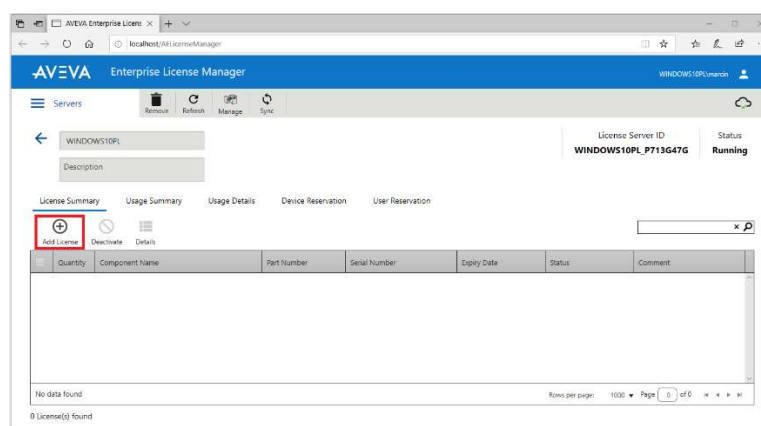 AVEVA Enterprise Licens
localhost/AELicenseManager
AVEVA Enterprise License Manager WINDOWS10PL\marcin
Servers Remove Refresh Manage Sync
WINDOWS10PL License Server ID Status
Description WINDOWS10PL_P713G47G Running
License Summary Usage Summary Usage Details Device Reservation User Reservation
Add License Deactivate Details
Quantity Component Name Part Number Serial Number Expiry Date Status Comment
No data found Rows per page: 1000 Page 0 of 0
0 License(s) found